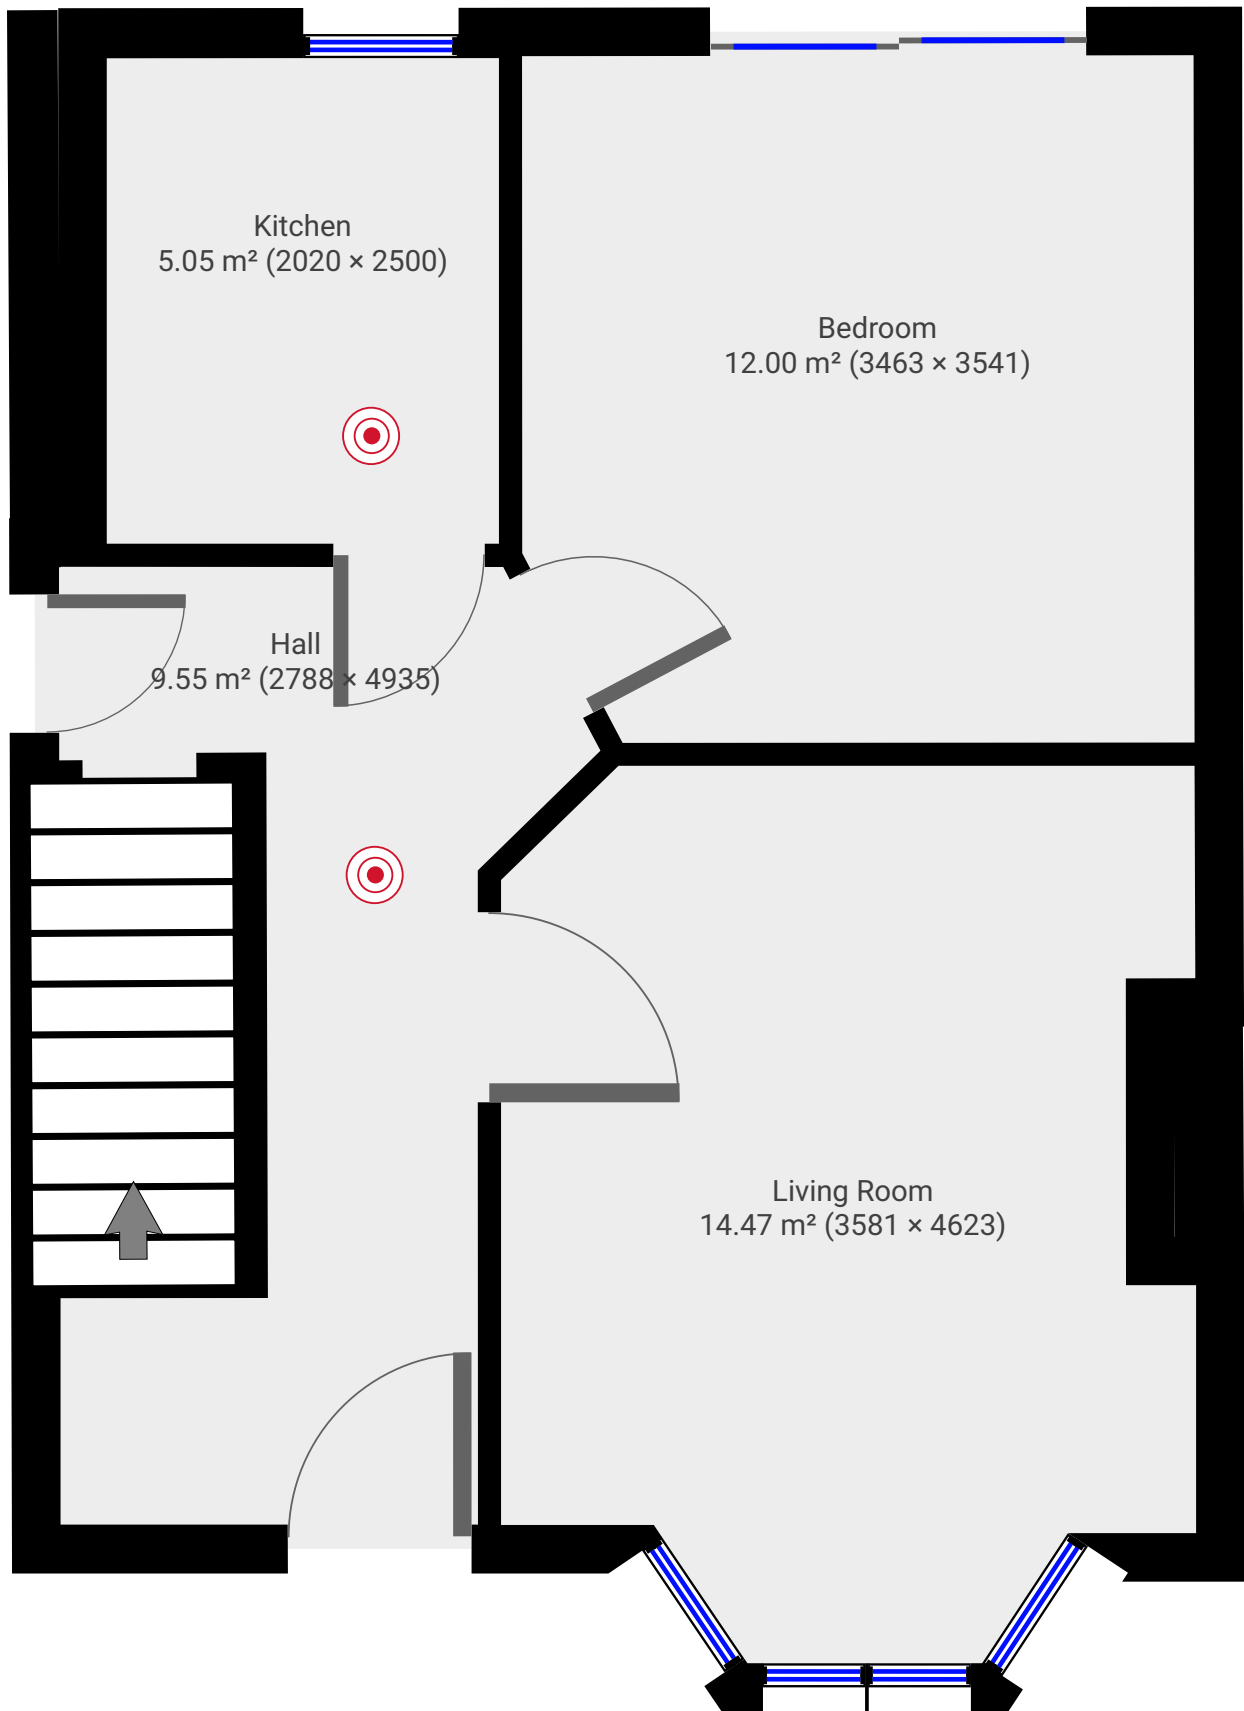 Kitchen
5.05 m² (2020 × 2500)
Bedroom
12.00 m² (3463 × 3541)
Hall
9.55 m² (2788 × 4935)
Living Room
14.47 m² (3581 × 4623)